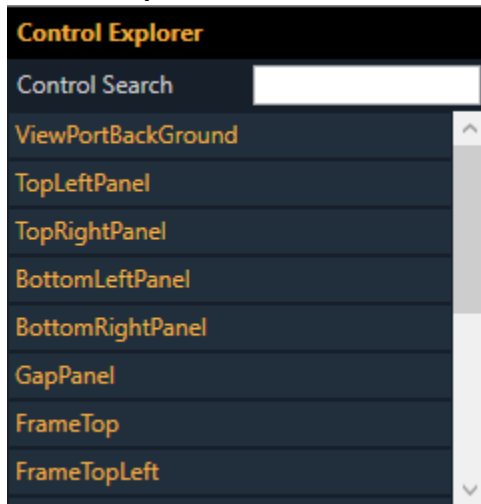 Control Explorer
Control Search
ViewPortBackGround
TopLeftPanel
TopRightPanel
BottomLeftPanel
BottomRightPanel
GapPanel
FrameTop
FrameTopLeft